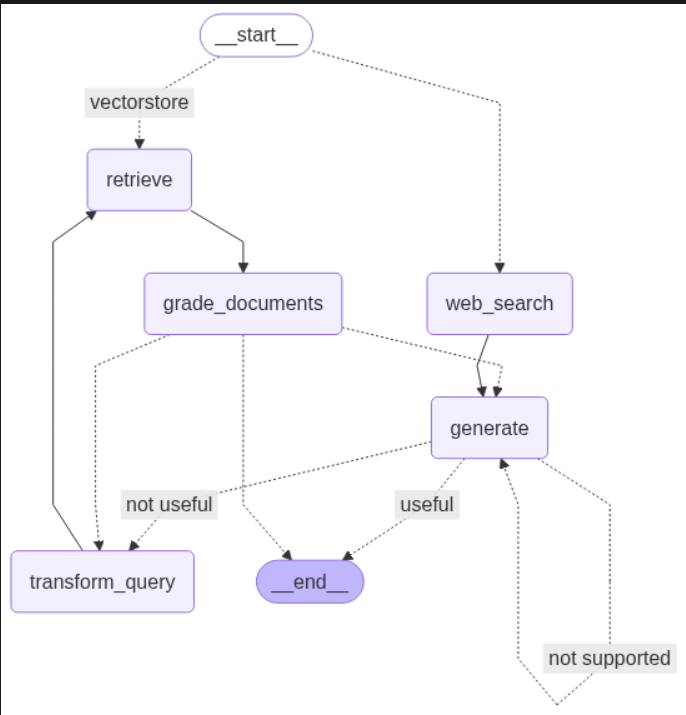 __start__
vectorstore
retrieve
grade_documents
web_search
generate
not useful
useful
transform_query
__end__
not supported